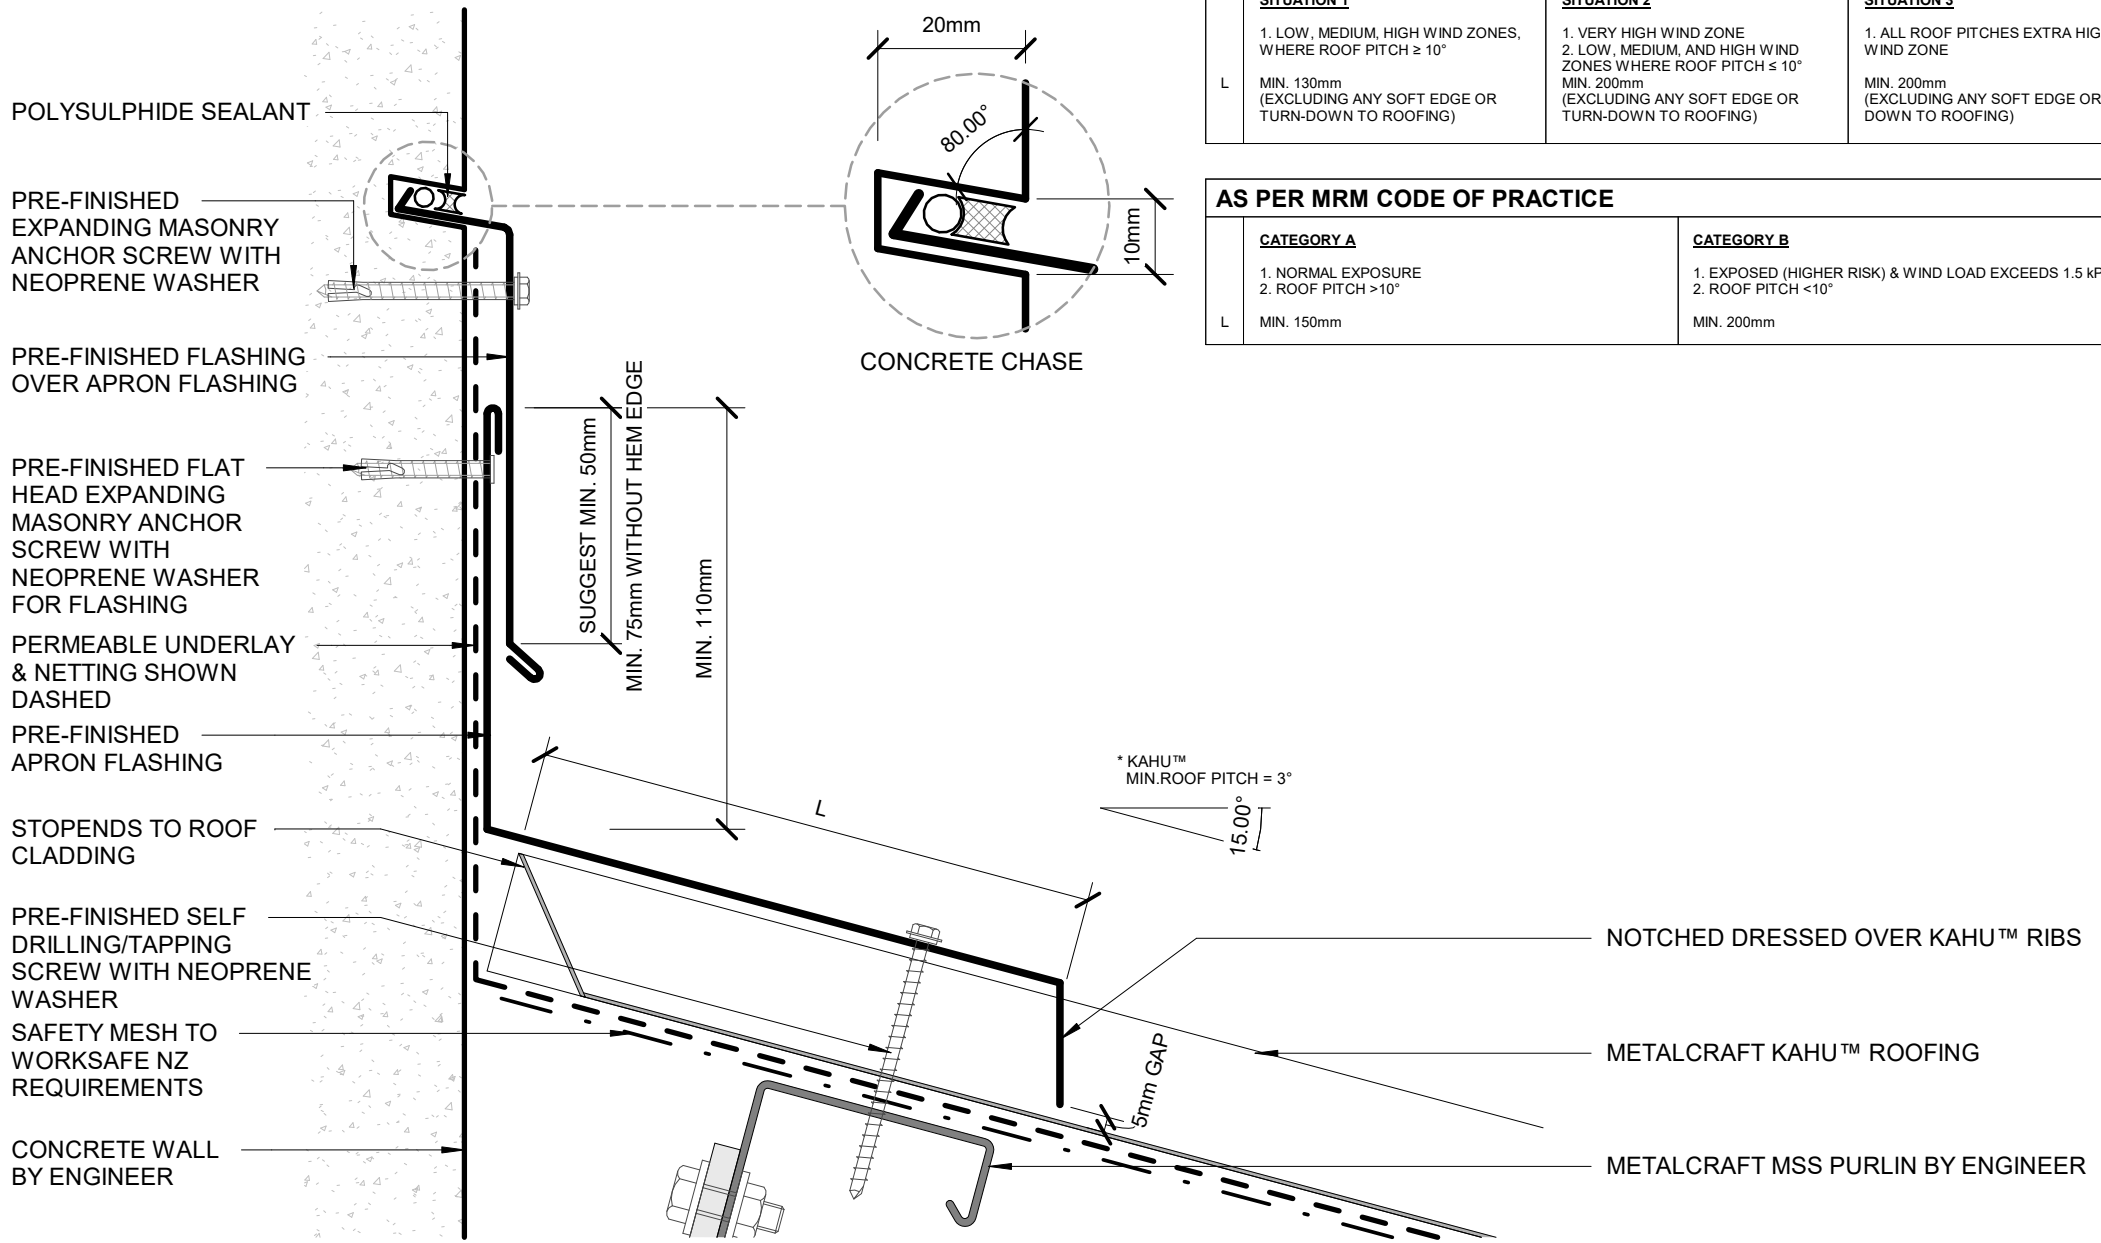 POLYSULPHIDE SEALANT
PRE-FINISHED
EXPANDING MASONRY
ANCHOR SCREW WITH
NEOPRENE WASHER
PRE-FINISHED FLASHING
OVER APRON FLASHING
PRE-FINISHED FLAT
HEAD EXPANDING
MASONRY ANCHOR
SCREW WITH
NEOPRENE WASHER
FOR FLASHING
PERMEABLE UNDERLAY
& NETTING SHOWN
DASHED
PRE-FINISHED
APRON FLASHING
STOPENDS TO ROOF
CLADDING
PRE-FINISHED SELF
DRILLING/TAPPING
SCREW WITH NEOPRENE
WASHER
SAFETY MESH TO
WORKSAFE NZ
REQUIREMENTS
CONCRETE WALL
BY ENGINEER
20mm
80.00°
10mm
CONCRETE CHASE
SUGGEST MIN. 50mm
MIN. 75mm WITHOUT HEM EDGE
MIN. 110mm
L
* KAHU™
MIN.ROOF PITCH = 3°
15.00°
5mm GAP
SITUATION 1
1. LOW, MEDIUM, HIGH WIND ZONES,
WHERE ROOF PITCH ≥ 10°
L
MIN. 130mm
(EXCLUDING ANY SOFT EDGE OR
TURN-DOWN TO ROOFING)
SITUATION 2
1. VERY HIGH WIND ZONE
2. LOW, MEDIUM, AND HIGH WIND
ZONES WHERE ROOF PITCH ≤ 10°
MIN. 200mm
(EXCLUDING ANY SOFT EDGE OR
TURN-DOWN TO ROOFING)
SITUATION 3
1. ALL ROOF PITCHES EXTRA HIG
WIND ZONE
MIN. 200mm
(EXCLUDING ANY SOFT EDGE OR
DOWN TO ROOFING)
AS PER MRM CODE OF PRACTICE
CATEGORY A
1. NORMAL EXPOSURE
2. ROOF PITCH >10°
L
MIN. 150mm
CATEGORY B
1. EXPOSED (HIGHER RISK) & WIND LOAD EXCEEDS 1.5 kP
2. ROOF PITCH <10°
MIN. 200mm
NOTCHED DRESSED OVER KAHU™ RIBS
METALCRAFT KAHU™ ROOFING
METALCRAFT MSS PURLIN BY ENGINEER